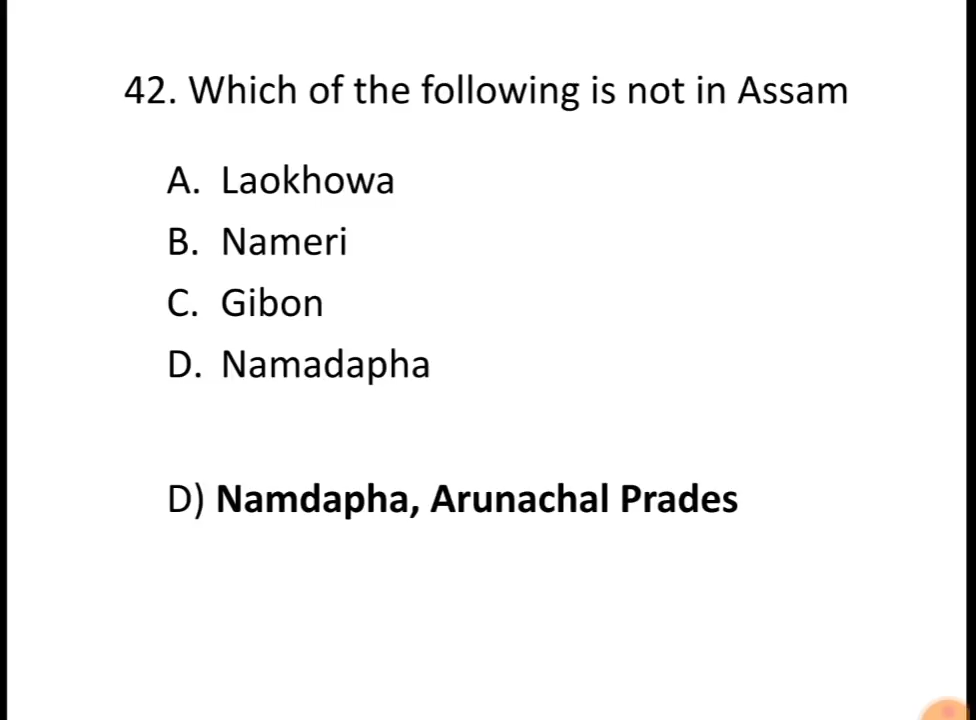 42. Which of the following is not in Assam
A. Laokhowa
B. Nameri
C. Gibon
D. Namadapha
D) Namdapha, Arunachal Prades